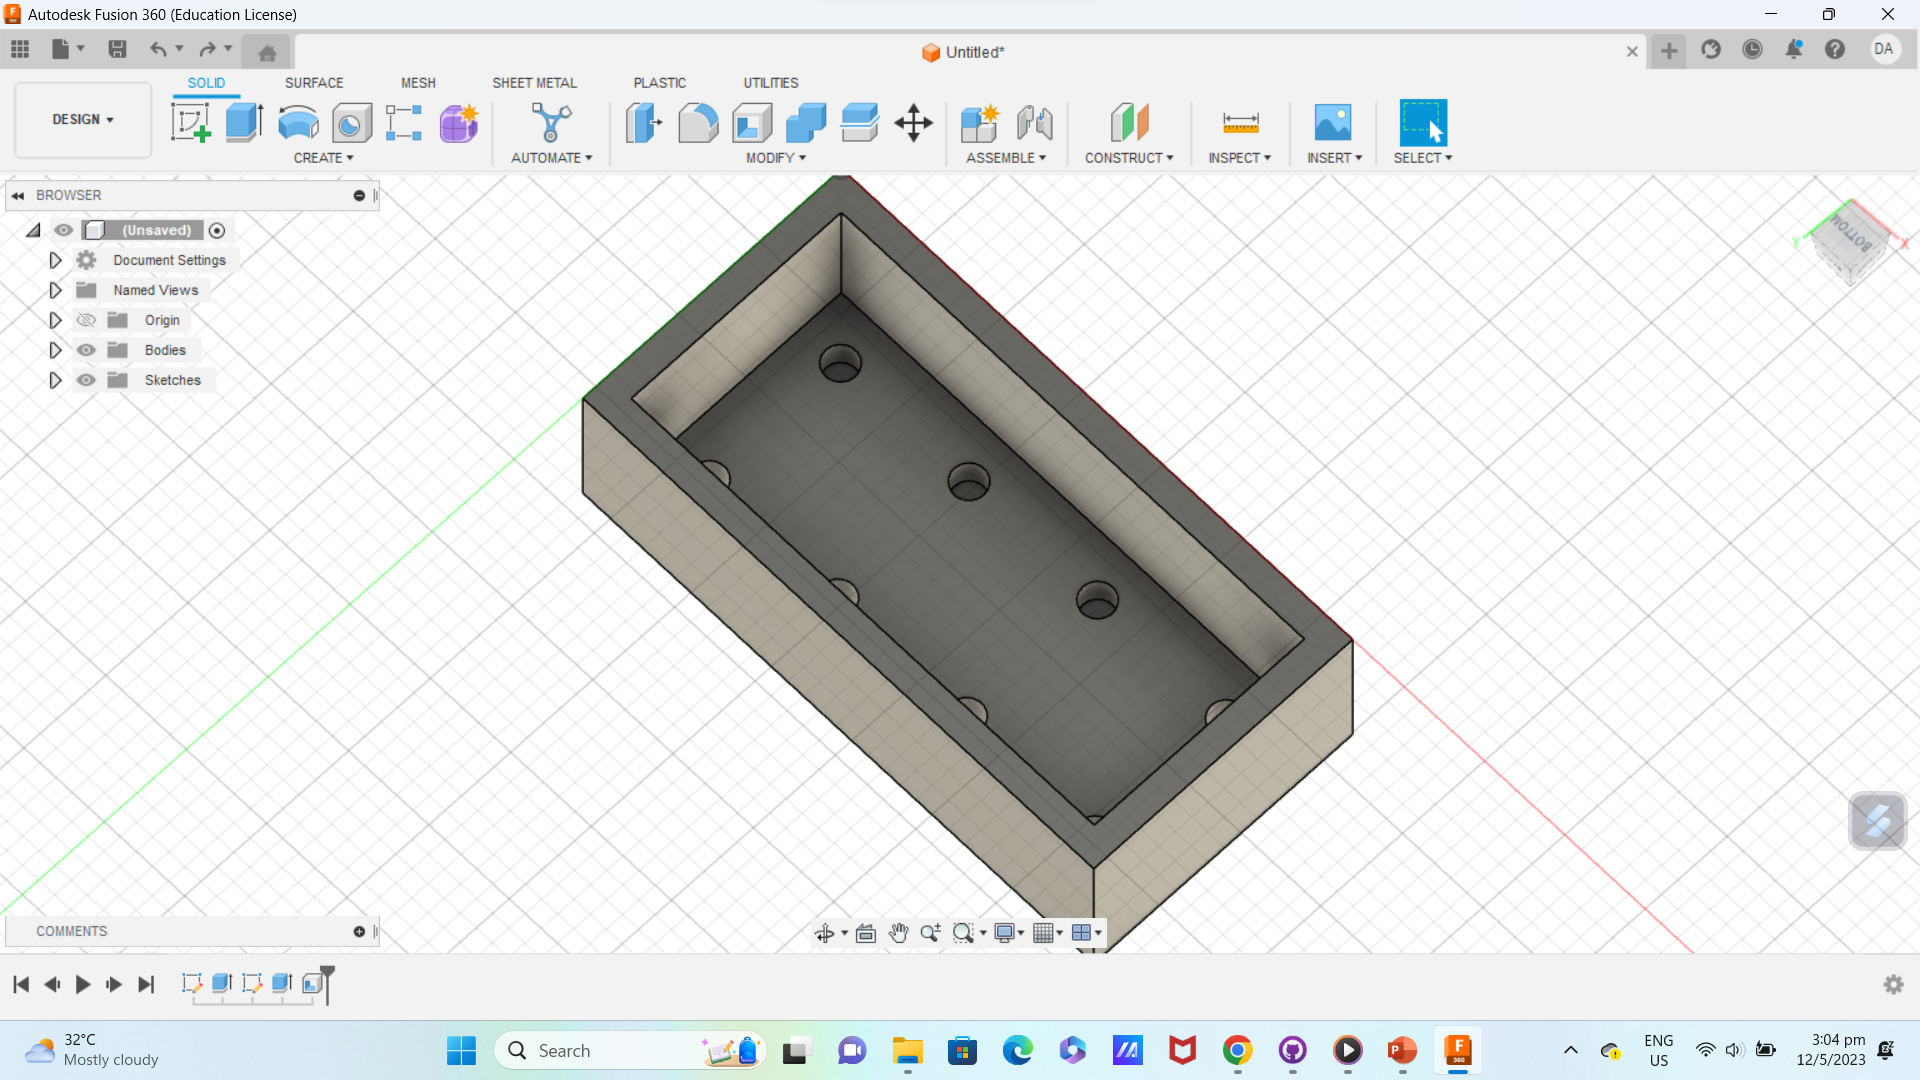 Autodesk Fusion 360 (Education License)
Untitled*
DA
SOLID
SURFACE
MESH
SHEET METAL
PLASTIC
UTILITIES
DESIGN
CREATE
AUTOMATE
MODIFY
ASSEMBLE
CONSTRUCT
INSPECT
INSERT
SELECT
BROWSER
(Unsaved)
Document Settings
Named Views
Origin
Bodies
Sketches
BOTTOM
Y
X
COMMENTS
32°C
Mostly cloudy
Search
ENG
US
3:04 pm
12/5/2023